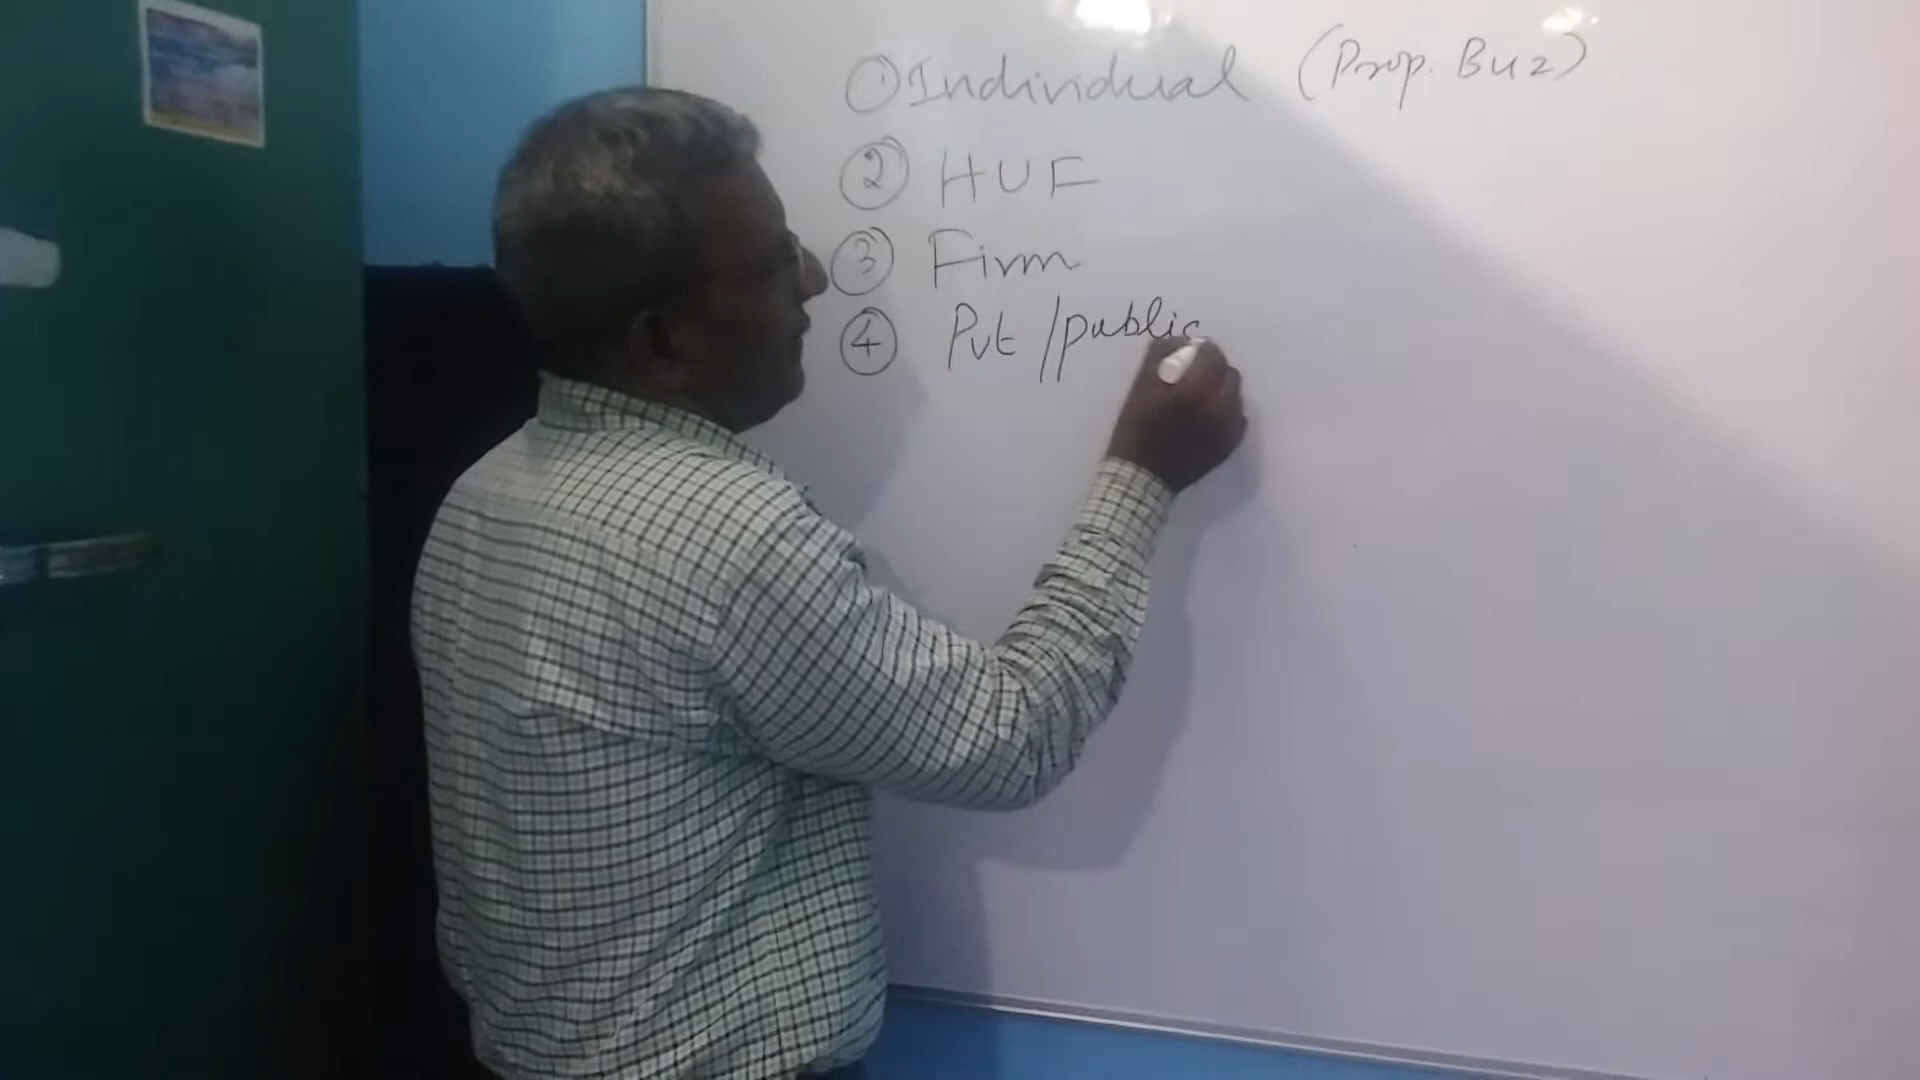 ① Individual (Prop. Buz)
② HUF
③ Firm
④ Pvt /public